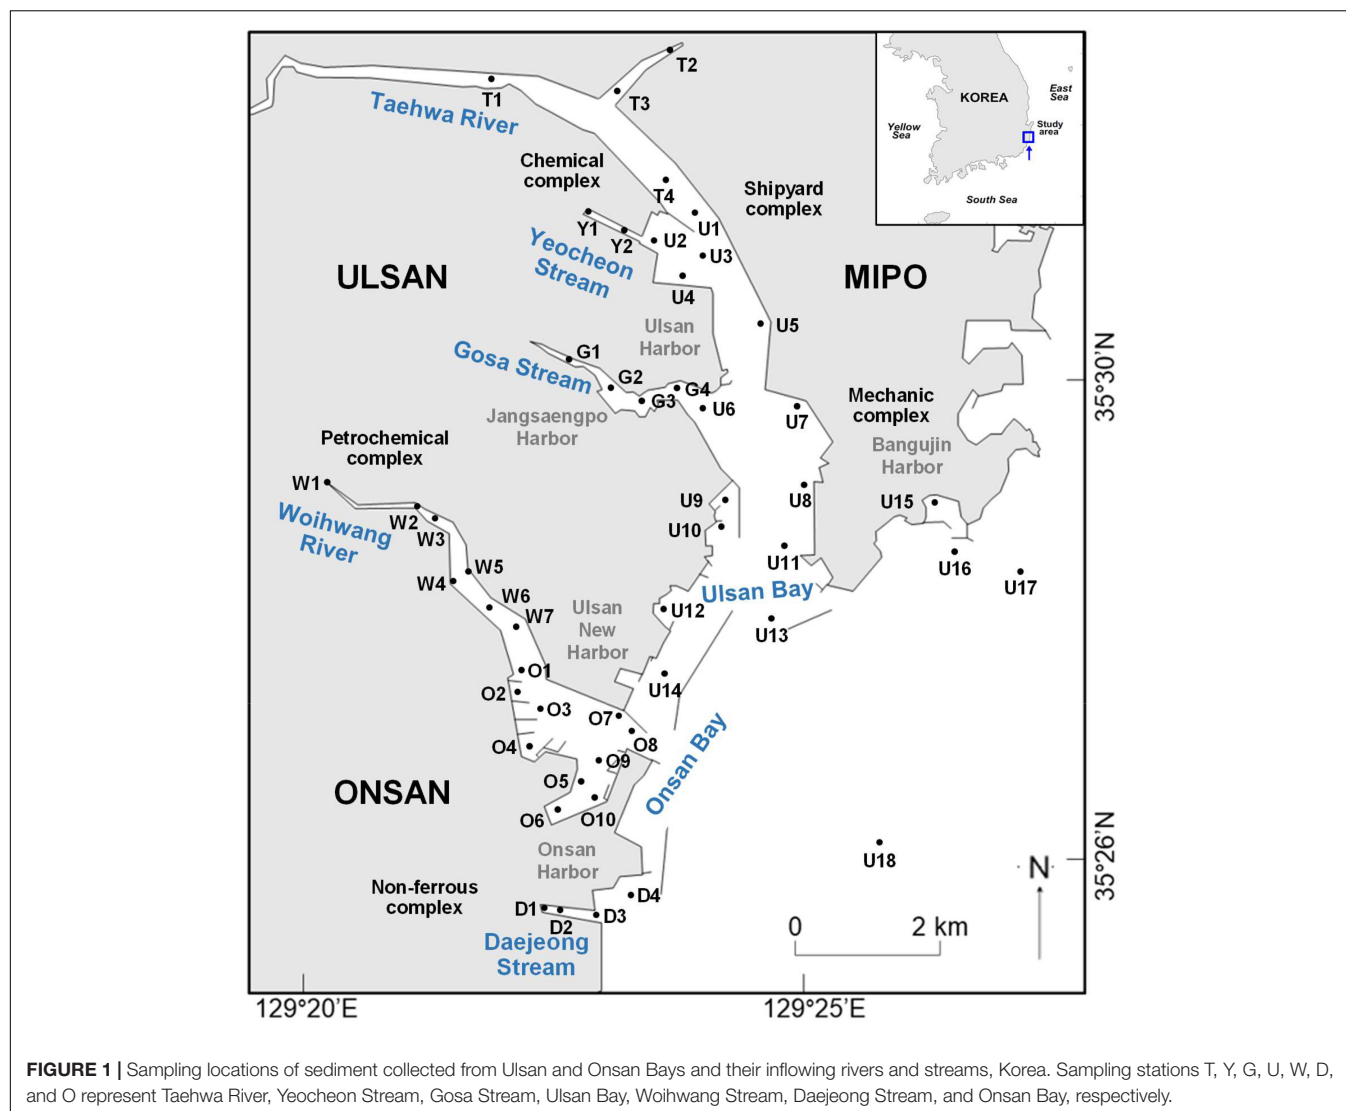 T2
T1
T3
Taehwa River
KOREA
East
Sea
Yellow
Sea
Study
area
South Sea
Chemical
complex
Shipyard
complex
T4
Y1
Y2
U1
U2
U3
U4
Yeocheon
Stream
ULSAN
MIPO
Ulsan
Harbor
U5
Gosa Stream
G1
G2
G3
G4
U6
U7
Jangsaengpo
Harbor
Mechanic
complex
Bangujin
Harbor
35°30'N
Petrochemical
complex
W1
W2
W3
Woihwang
River
W4
W5
W6
W7
U8
U9
U10
U11
U15
U16
U17
Ulsan Bay
Ulsan
New
Harbor
U12
U13
U14
O1
O2
O3
O4
O7
O8
O9
O5
O6
O10
Onsan Bay
ONSAN
Onsan
Harbor
U18
35°26'N
N
Non-ferrous
complex
D1
D2
D3
D4
Daejeong
Stream
0 2 km
129°20'E 129°25'E
FIGURE 1 | Sampling locations of sediment collected from Ulsan and Onsan Bays and their inflowing rivers and streams, Korea. Sampling stations T, Y, G, U, W, D,
and O represent Taehwa River, Yeocheon Stream, Gosa Stream, Ulsan Bay, Woihwang Stream, Daejeong Stream, and Onsan Bay, respectively.